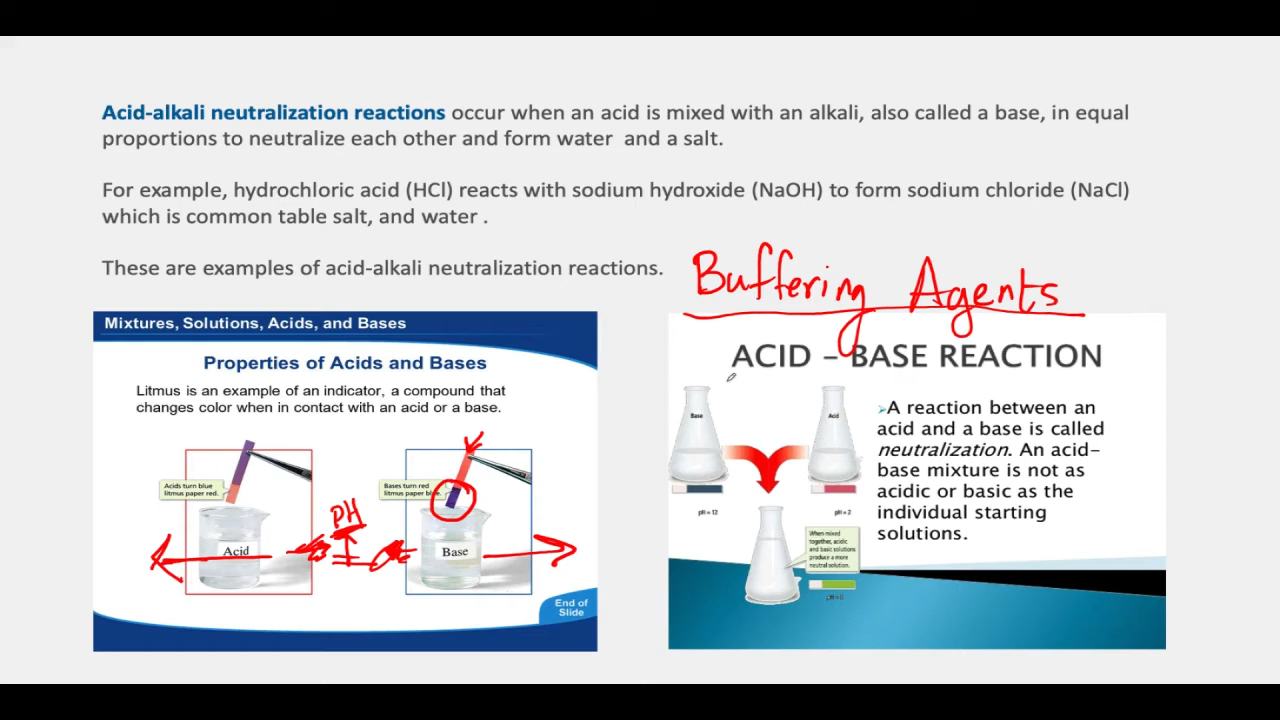 Acid-alkali neutralization reactions occur when an acid is mixed with an alkali, also called a base, in equal
proportions to neutralize each other and form water and a salt.
For example, hydrochloric acid (HCl) reacts with sodium hydroxide (NaOH) to form sodium chloride (NaCl)
which is common table salt, and water .
These are examples of acid-alkali neutralization reactions.
Buffering Agents
Mixtures, Solutions, Acids, and Bases
Properties of Acids and Bases
Litmus is an example of an indicator, a compound that
changes color when in contact with an acid or a base.
Acids turn blue
litmus paper red.
Bases turn red
litmus paper blue.
PH
Acid
Base
End of
Slide
ACID – BASE REACTION
Base
Acid
pH = 12
pH = 2
When mixed
together, acidic
and basic solutions
produce a more
neutral solution.
➢A reaction between an
acid and a base is called
neutralization. An acid-
base mixture is not as
acidic or basic as the
individual starting
solutions.